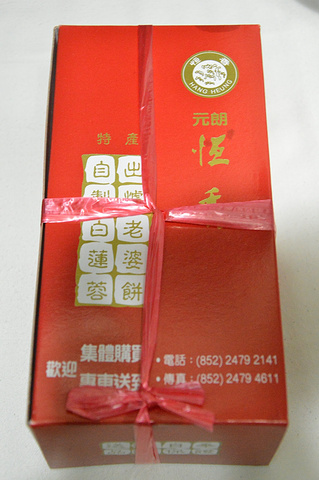 HANG HEUNG
元朗
恒香
特產
出爐老婆餅
自製白蓮蓉
歡迎
集體購買
專車送到
・電話：(852) 2479 2141
・傳真：(852) 2479 4611